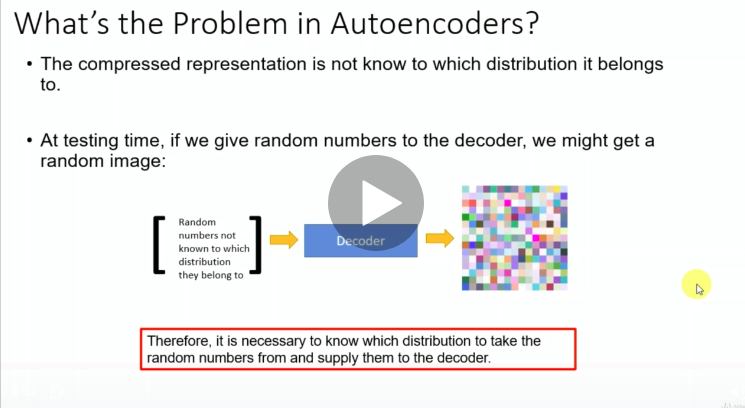 What's the Problem in Autoencoders?
• The compressed representation is not know to which distribution it belongs
to.
• At testing time, if we give random numbers to the decoder, we might get a
random image:
Random
numbers not
known to which
distribution
they belong to
Decoder
Therefore, it is necessary to know which distribution to take the
random numbers from and supply them to the decoder.